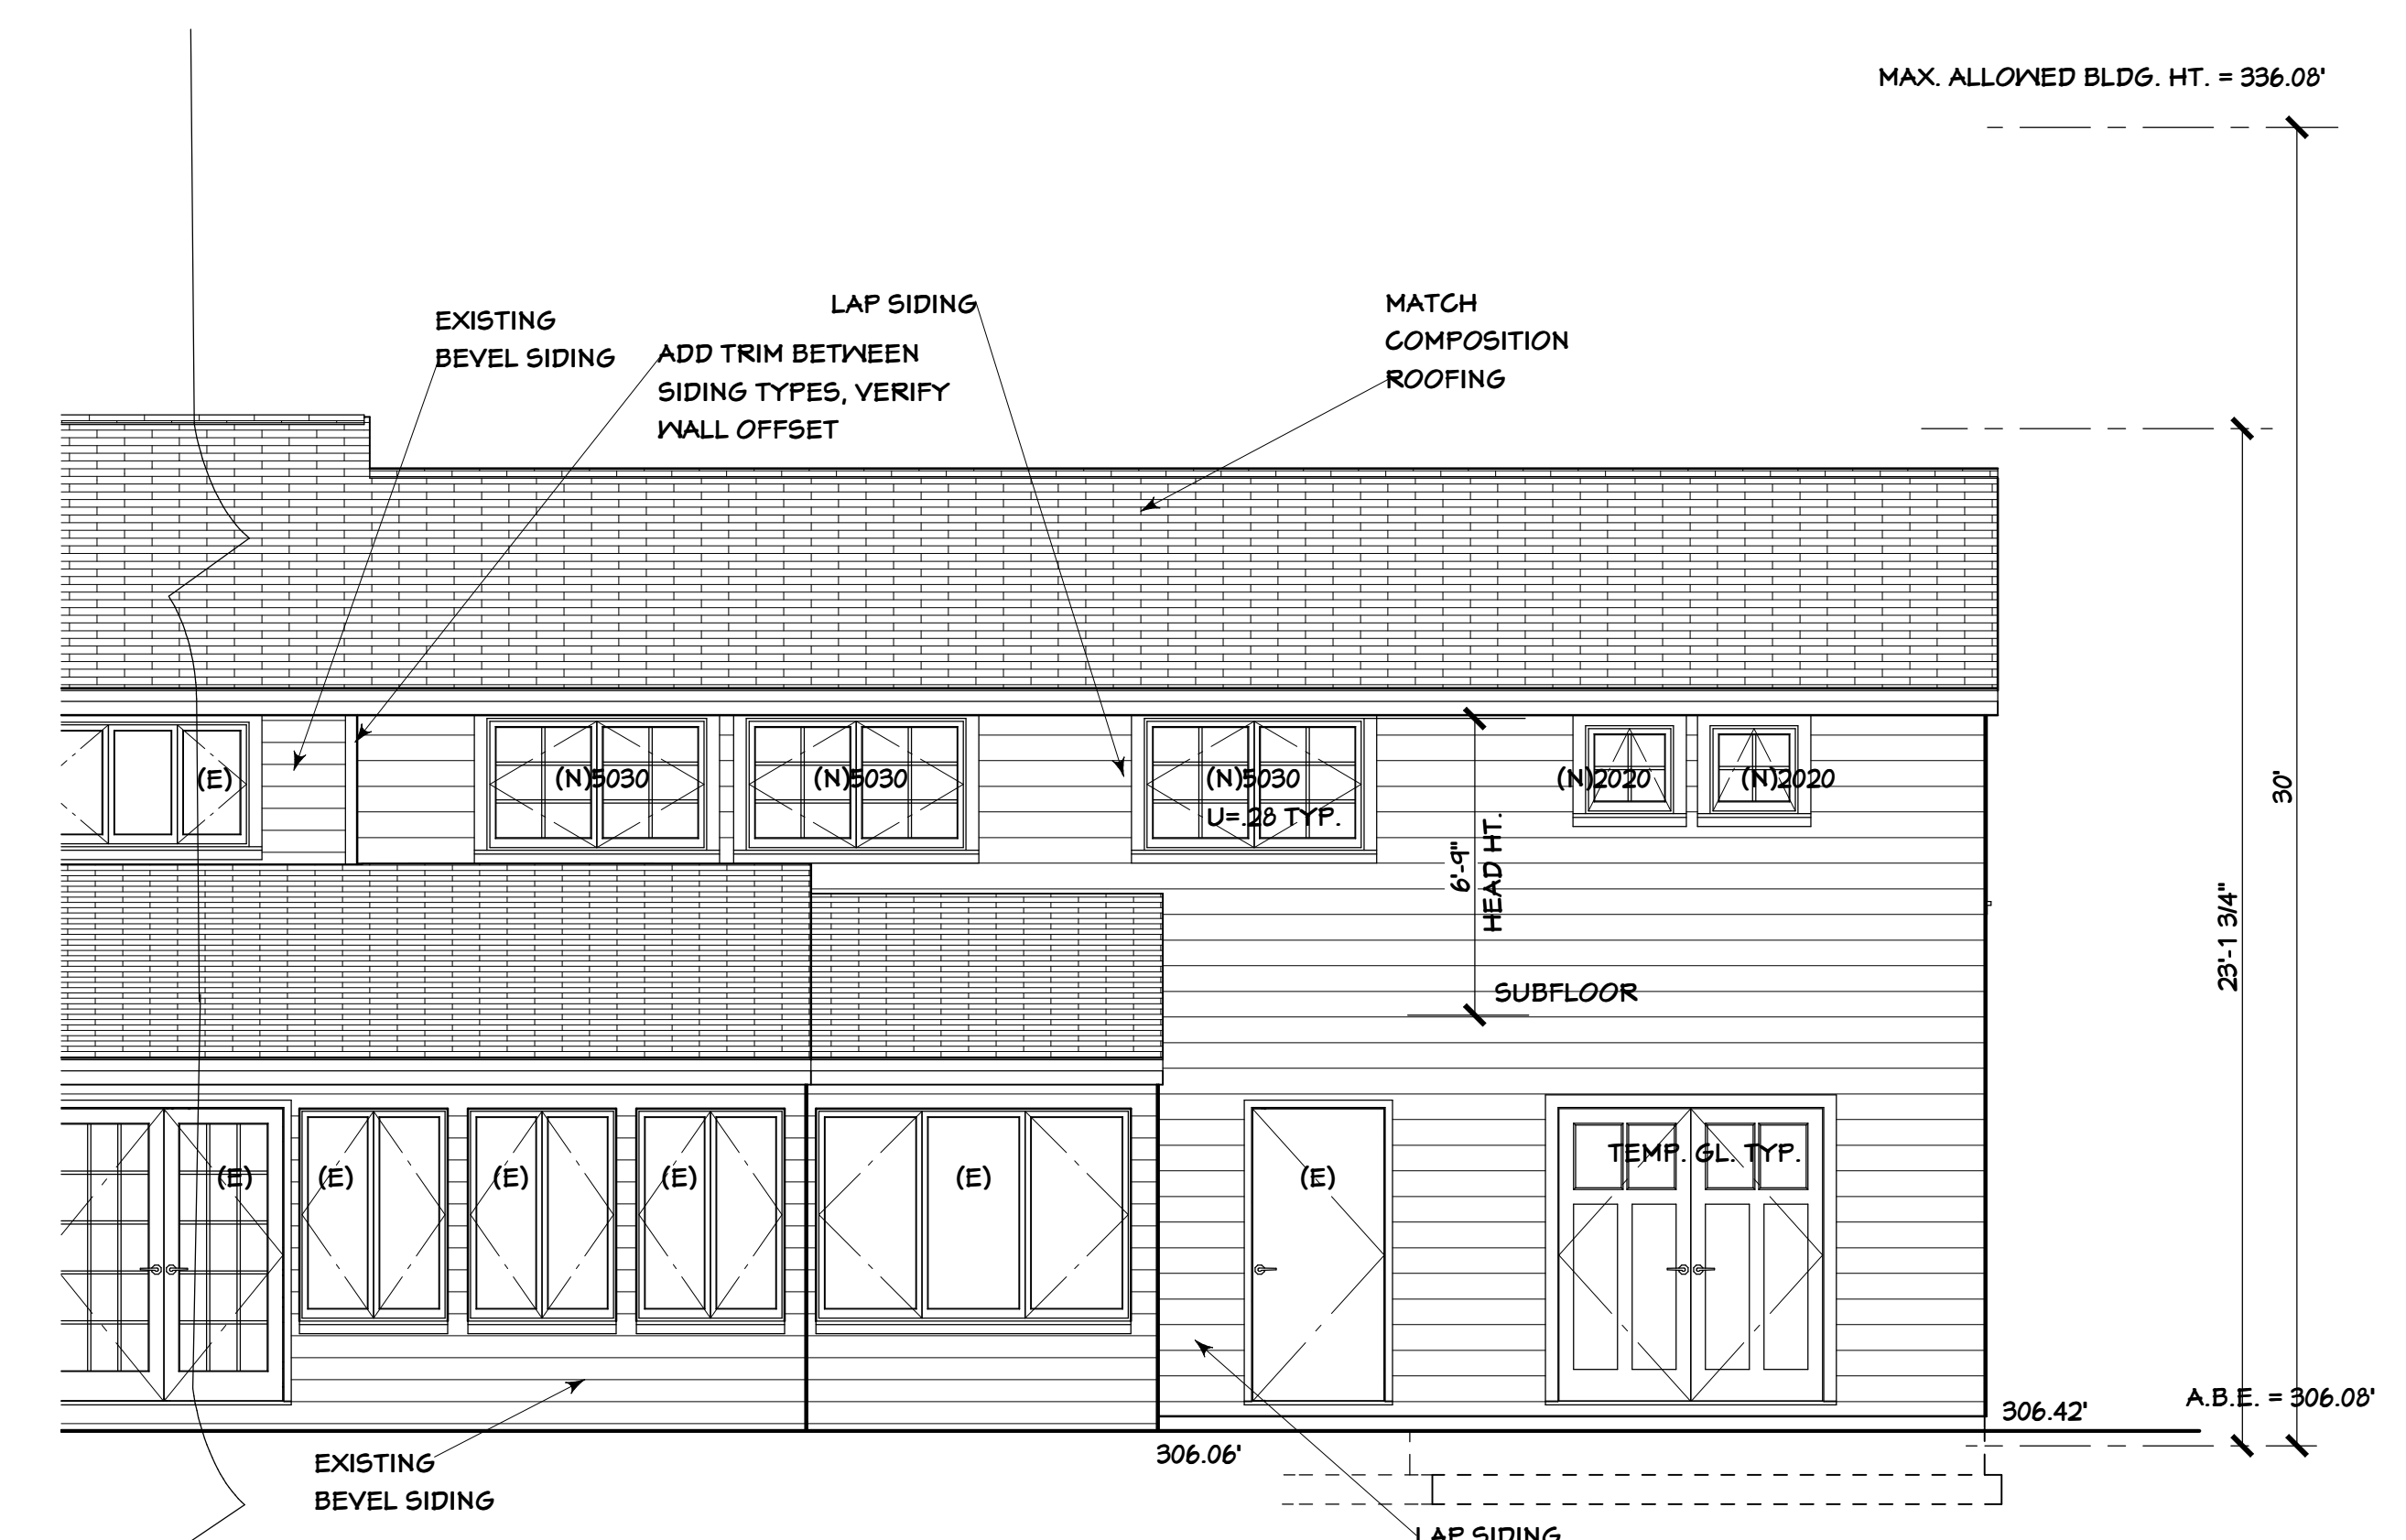 MAX. ALLOWED BLDG. HT. = 336.08'
EXISTING
BEVEL SIDING
ADD TRIM BETWEEN
SIDING TYPES, VERIFY
WALL OFFSET
LAP SIDING
MATCH
COMPOSITION
ROOFING
(E)
(N)5030
(N)5030
(N)5030
U=.28 TYP.
(N)2020
(N)2020
6'-9"
HEAD HT.
SUBFLOOR
30'
23'-1 3/4"
(E)
(E)
(E)
(E)
(E)
(E)
TEMP. GL. TYP.
306.42'
A.B.E. = 306.08'
306.06'
EXISTING
BEVEL SIDING
LAP SIDING